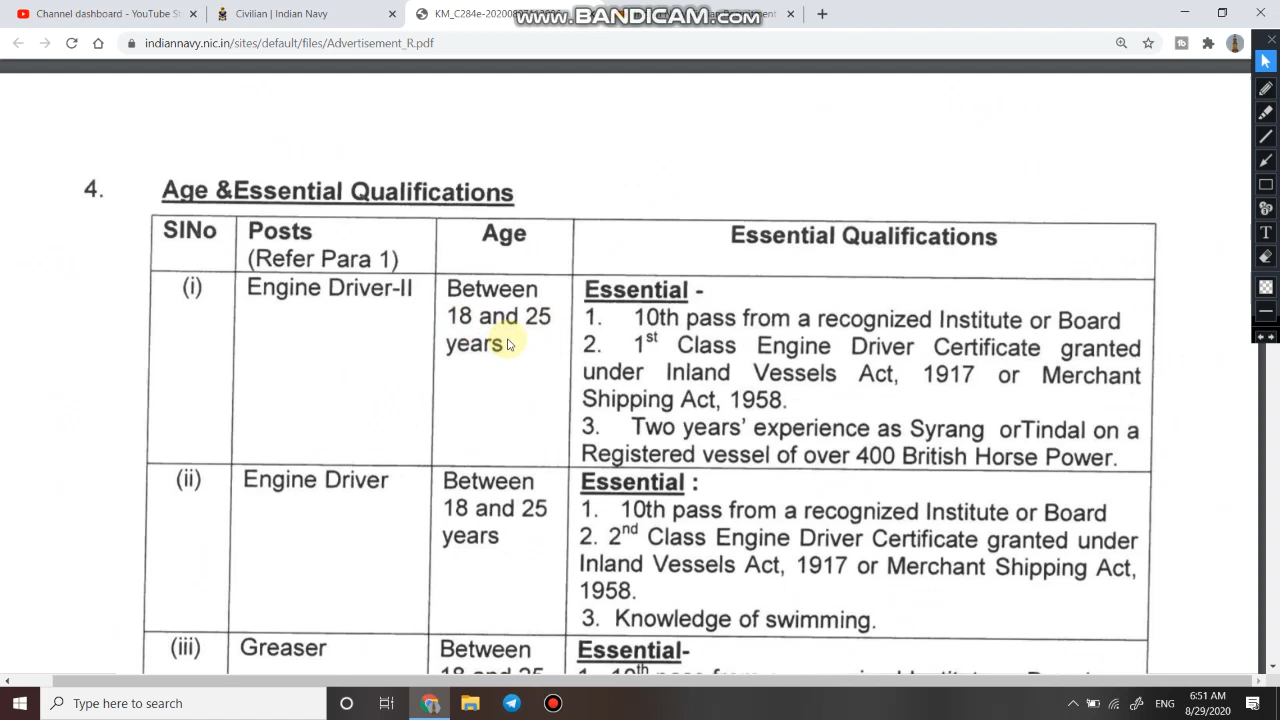 Channel dashboard - YouTube St
Civilian | Indian Navy
www.BANDICAM.com
indiannavy.nic.in/sites/default/files/Advertisement_R.pdf
4. Age &Essential Qualifications
SlNo Posts (Refer Para 1) Age Essential Qualifications
(i) Engine Driver-II Between 18 and 25 years
Essential -
1. 10th pass from a recognized Institute or Board
2. 1st Class Engine Driver Certificate granted
under Inland Vessels Act, 1917 or Merchant
Shipping Act, 1958.
3. Two years' experience as Syrang orTindal on a
Registered vessel of over 400 British Horse Power.
(ii) Engine Driver Between 18 and 25 years
Essential :
1. 10th pass from a recognized Institute or Board
2. 2nd Class Engine Driver Certificate granted under
Inland Vessels Act, 1917 or Merchant Shipping Act,
1958.
3. Knowledge of swimming.
(iii) Greaser Between 18 and 25
Essential-
Type here to search
ENG
6:51 AM
8/29/2020